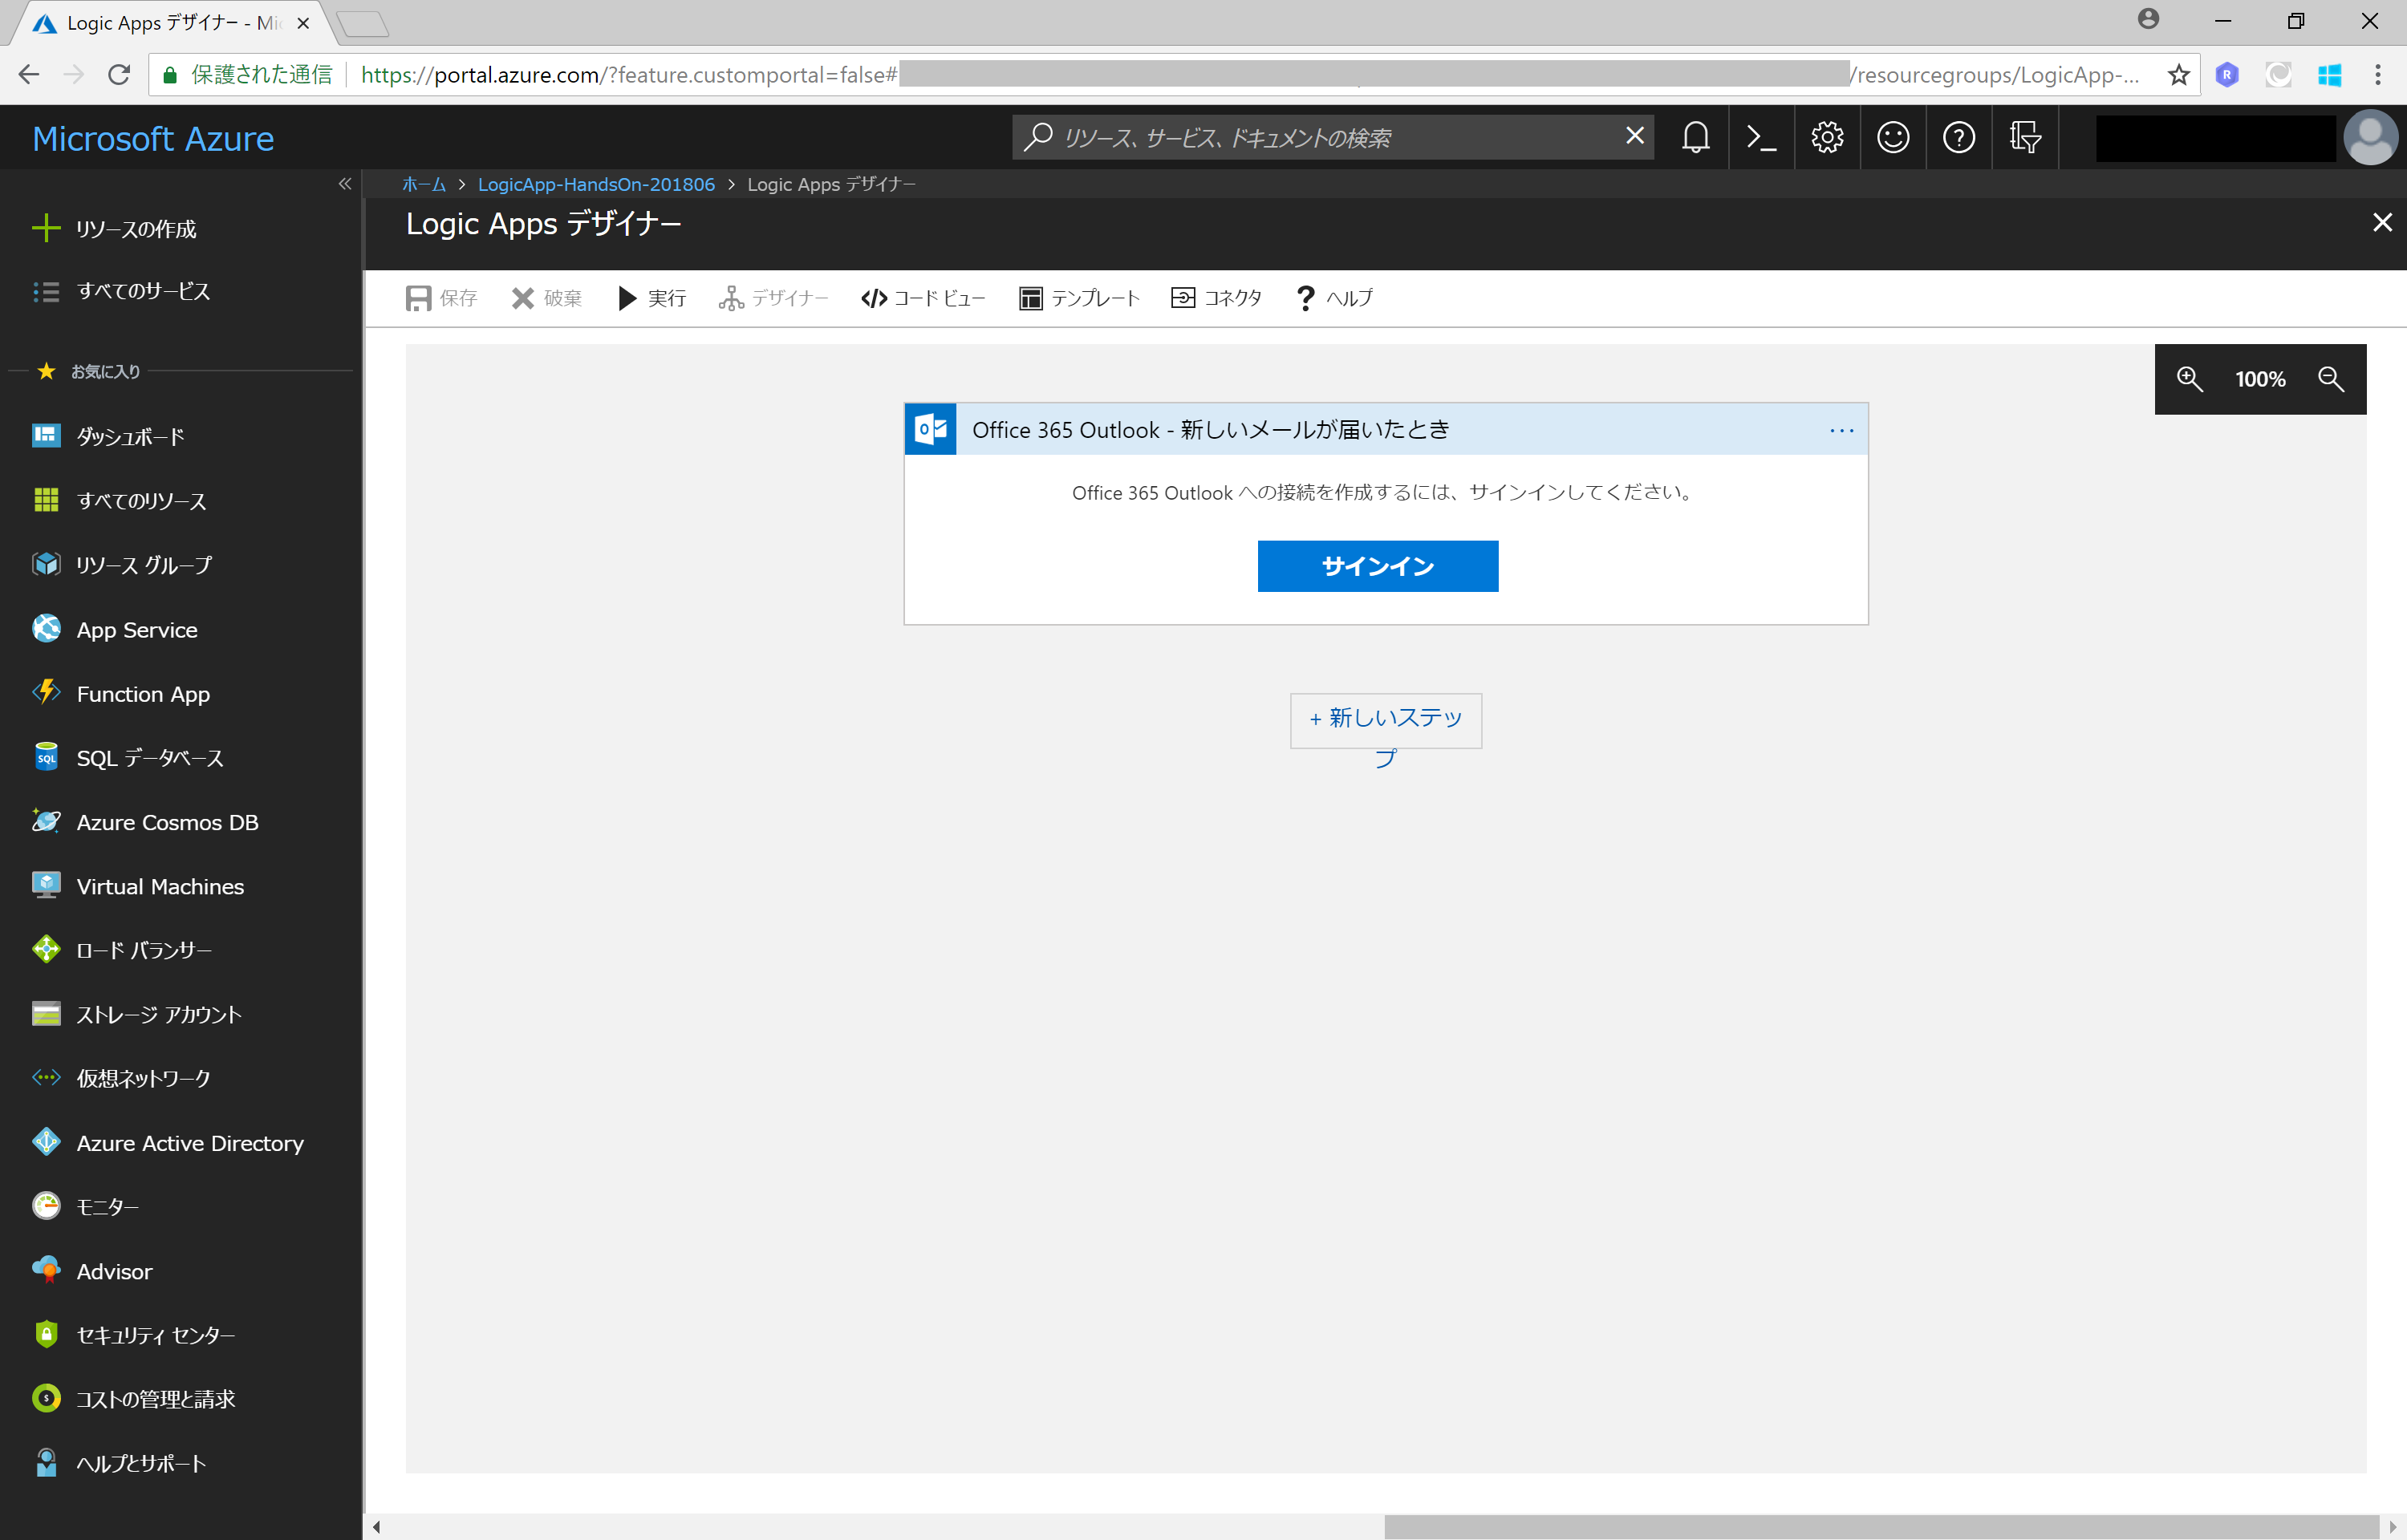 Logic Apps デザイナー - Mi
保護された通信
https://portal.azure.com/?feature.customportal=false#
/resourcegroups/LogicApp-...
Microsoft Azure
リソース、サービス、ドキュメントの検索
ホーム > LogicApp-HandsOn-201806 > Logic Apps デザイナー
Logic Apps デザイナー
保存 破棄 実行 デザイナー コード ビュー テンプレート コネクタ ヘルプ
リソースの作成
すべてのサービス
お気に入り
ダッシュボード
すべてのリソース
リソース グループ
App Service
Function App
SQL データベース
Azure Cosmos DB
Virtual Machines
ロード バランサー
ストレージ アカウント
仮想ネットワーク
Azure Active Directory
モニター
Advisor
セキュリティ センター
コストの管理と請求
ヘルプとサポート
100%
Office 365 Outlook - 新しいメールが届いたとき
Office 365 Outlook への接続を作成するには、サインインしてください。
サインイン
+ 新しいステッ
プ